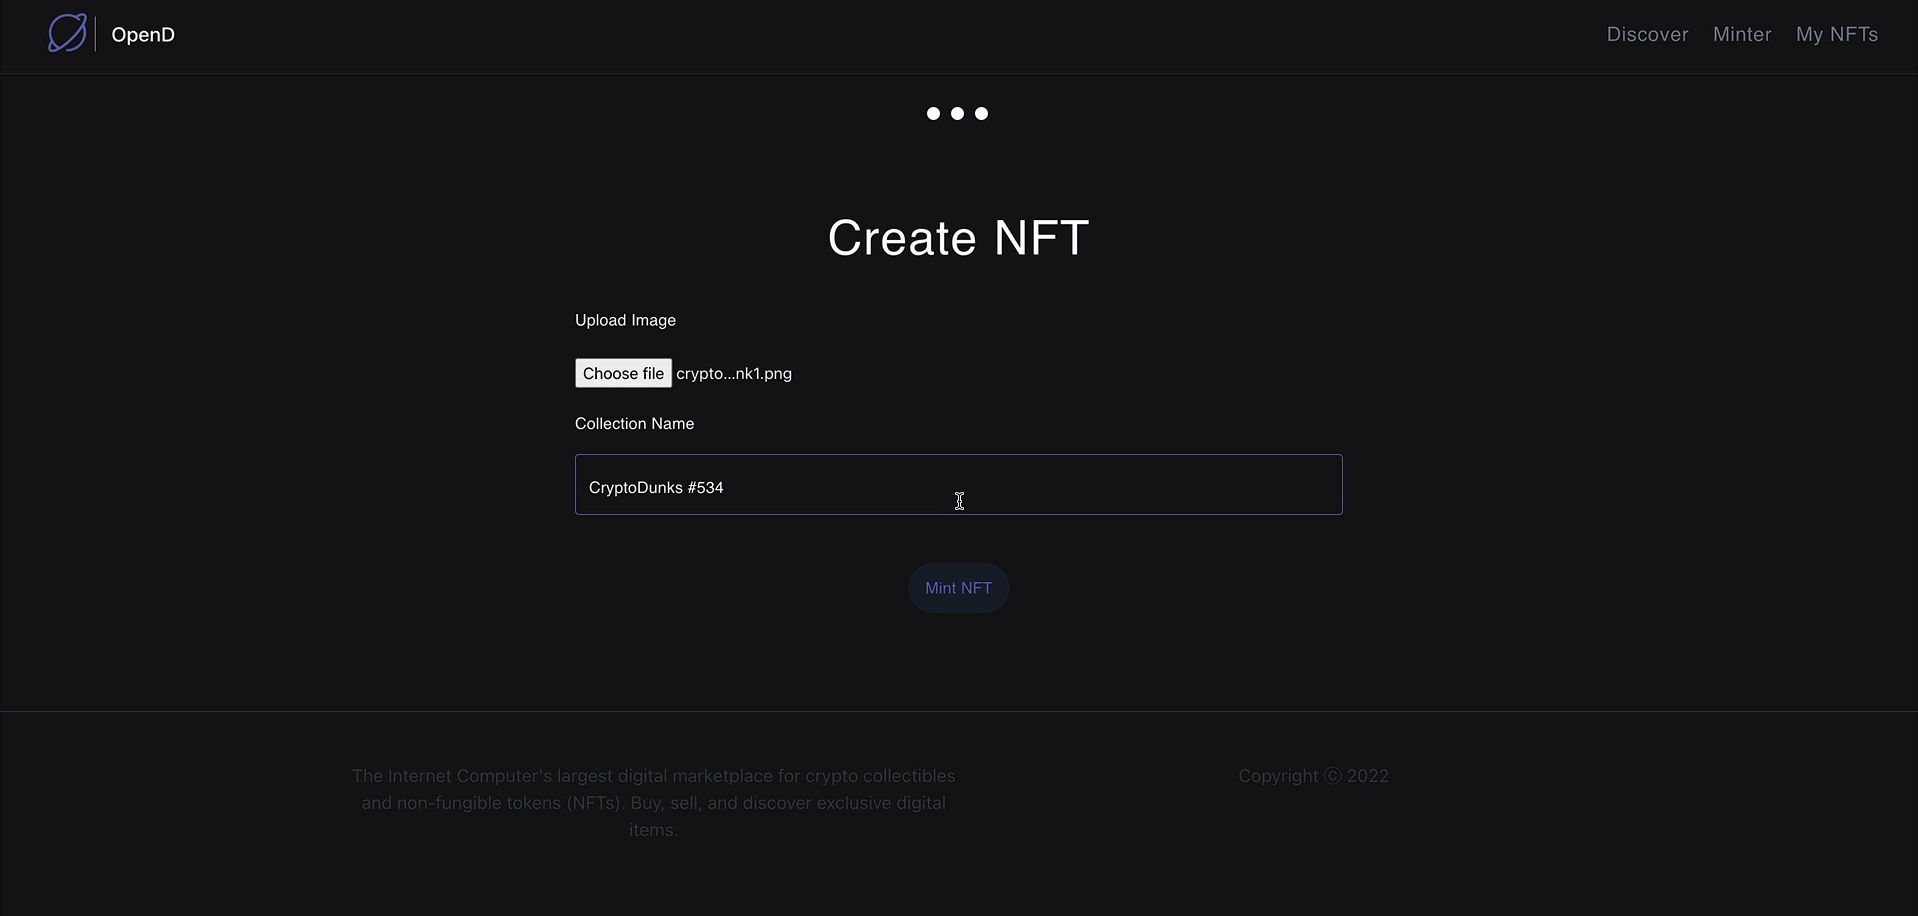 OpenD
Discover Minter My NFTs
Create NFT
Upload Image
Choose file crypto...nk1.png
Collection Name
CryptoDunks #534
Mint NFT
The Internet Computer's largest digital marketplace for crypto collectibles
and non-fungible tokens (NFTs). Buy, sell, and discover exclusive digital
items.
Copyright ⓒ 2022